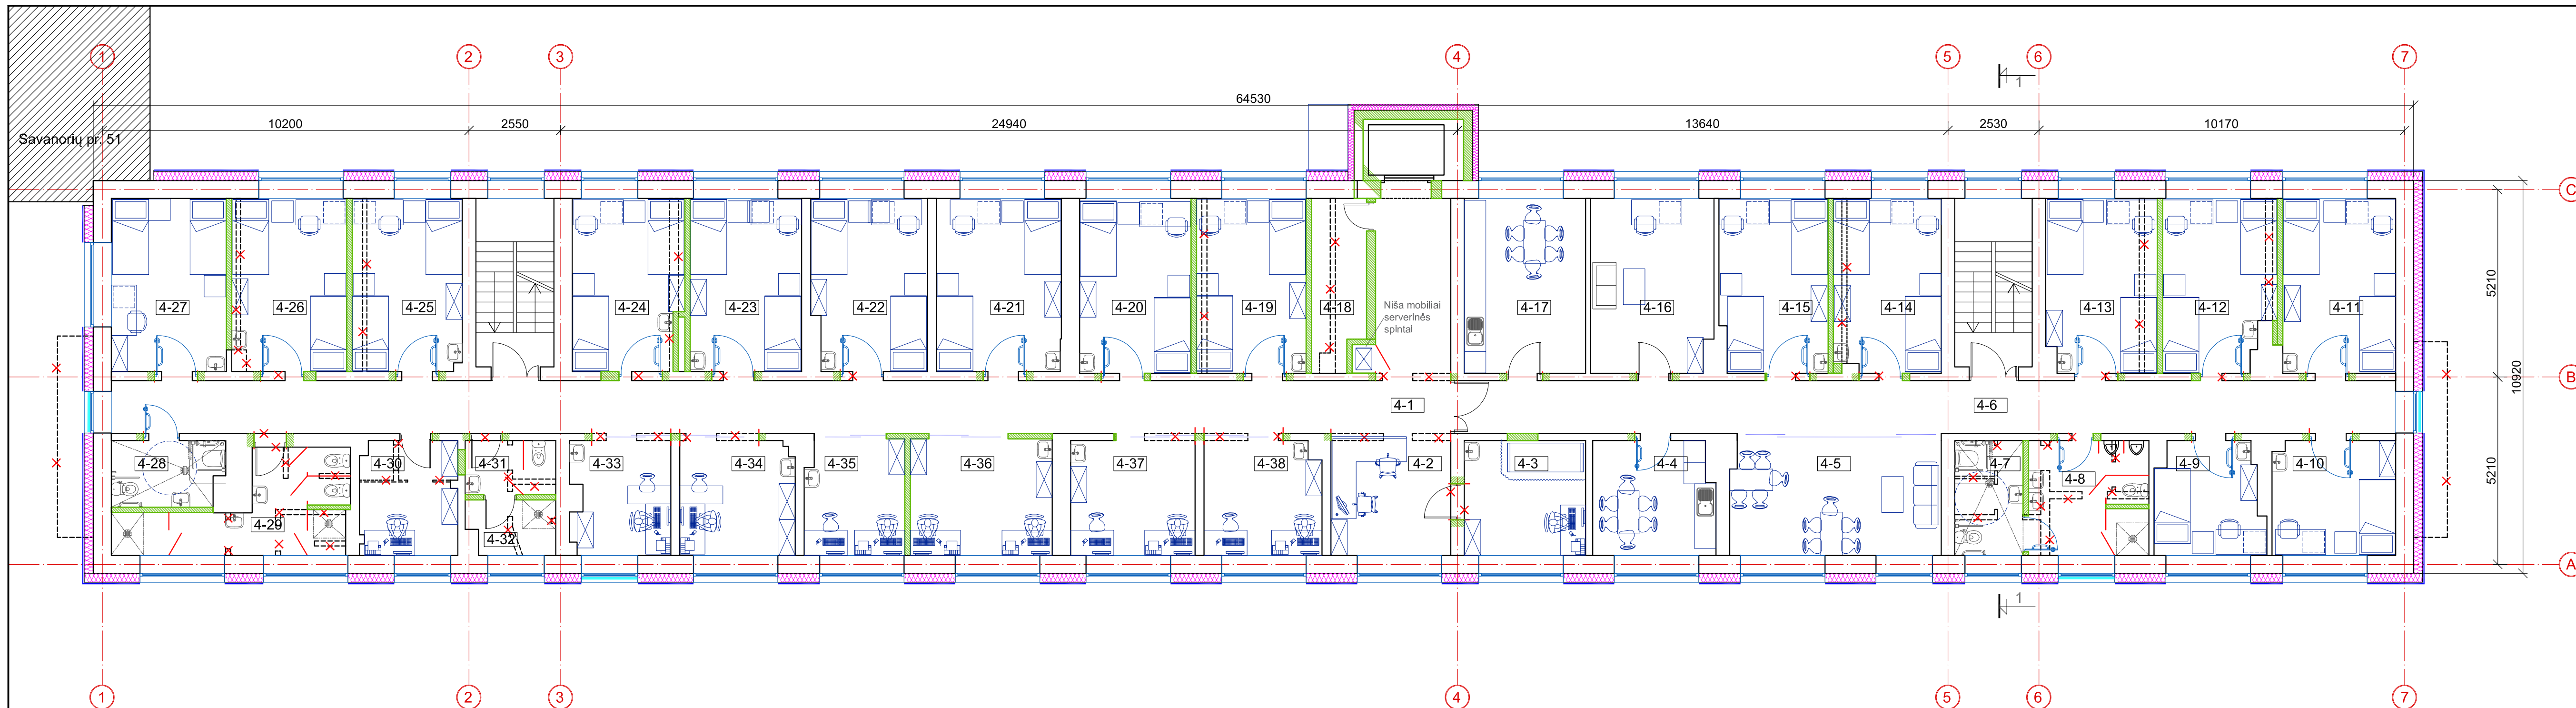 1 2 3 4 5 6 7
1
64530
10200 2550 24940 13640 2530 10170
Savanorių pr. 51
C
4-27 4-26 4-25 4-24 4-23 4-22 4-21 4-20 4-19 4-18 4-17 4-16 4-15 4-14 4-13 4-12 4-11
5210
Niša mobiliai
serverinės
spintai
B
10920
4-1 4-6
4-28 4-30 4-31 4-33 4-34 4-35 4-36 4-37 4-38 4-2 4-3 4-4 4-5 4-7 4-8 4-9 4-10
5210
4-29 4-32
A
1
1 2 3 4 5 6 7